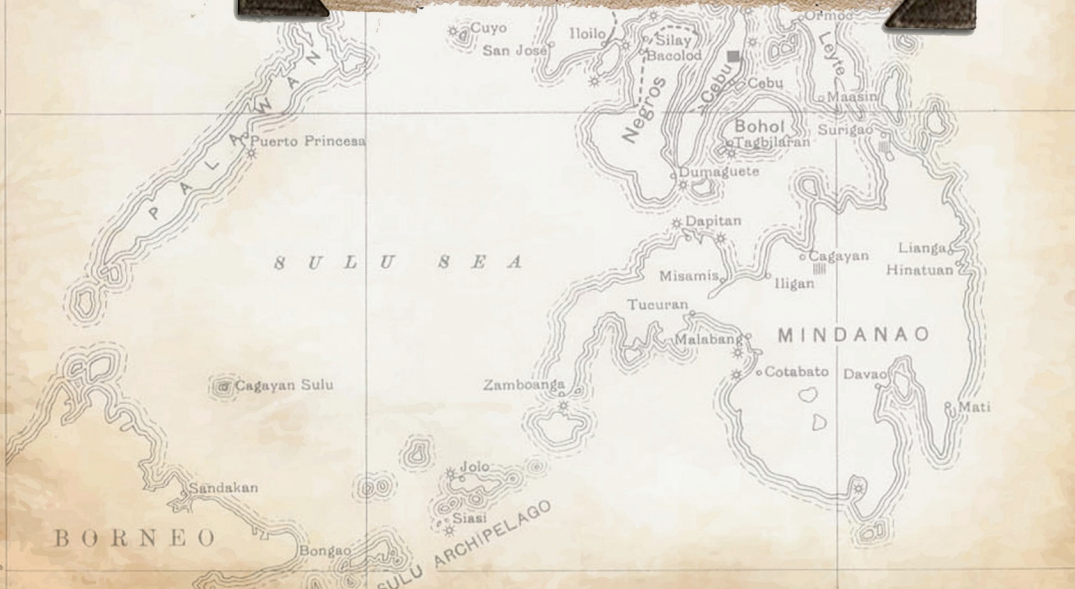 Ormoc
Cuyo
Iloilo
San Jose
Silay
Bacolod
Leyte
Cebu
Cebu
Negros
Maasin
Bohol
Surigao
Tagbilaran
PALAWAN
Puerto Princesa
Dumaguete
Dapitan
SULU SEA
Cagayan
Lianga
Hinatuan
Misamis
Iligan
Tucuran
MINDANAO
Malabang
Cotabato
Davao
Cagayan Sulu
Zamboanga
Mati
Jolo
Sandakan
Siasi
BORNEO
Bongao
SULU ARCHIPELAGO